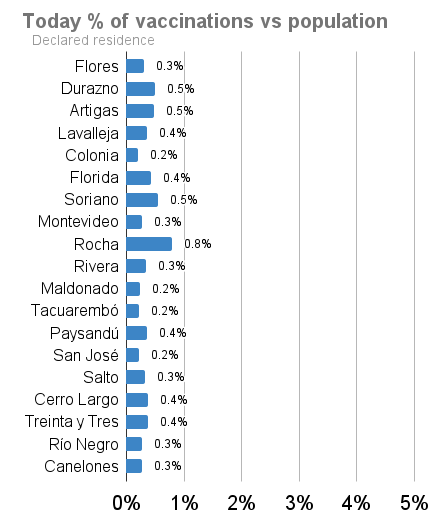 Today % of vaccinations vs population
Declared residence
Flores 0.3%
Durazno 0.5%
Artigas 0.5%
Lavalleja 0.4%
Colonia 0.2%
Florida 0.4%
Soriano 0.5%
Montevideo 0.3%
Rocha 0.8%
Rivera 0.3%
Maldonado 0.2%
Tacuarembó 0.2%
Paysandú 0.4%
San José 0.2%
Salto 0.3%
Cerro Largo 0.4%
Treinta y Tres 0.4%
Río Negro 0.3%
Canelones 0.3%
0% 1% 2% 3% 4% 5%